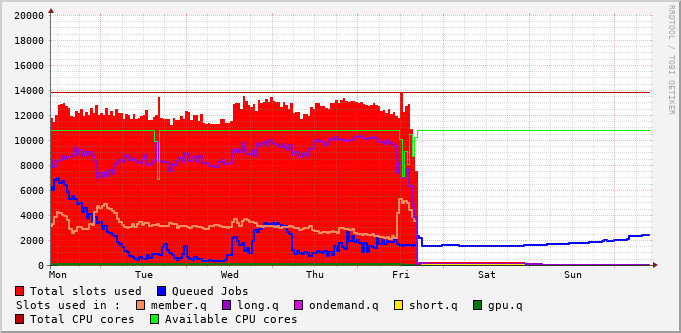 20000
18000
16000
14000
12000
10000
8000
6000
4000
2000
0
Mon Tue Wed Thu Fri Sat Sun
RRDTOOL / TOBI OETIKER
Total slots used Queued Jobs
Slots used in : member.q long.q ondemand.q short.q gpu.q
Total CPU cores Available CPU cores